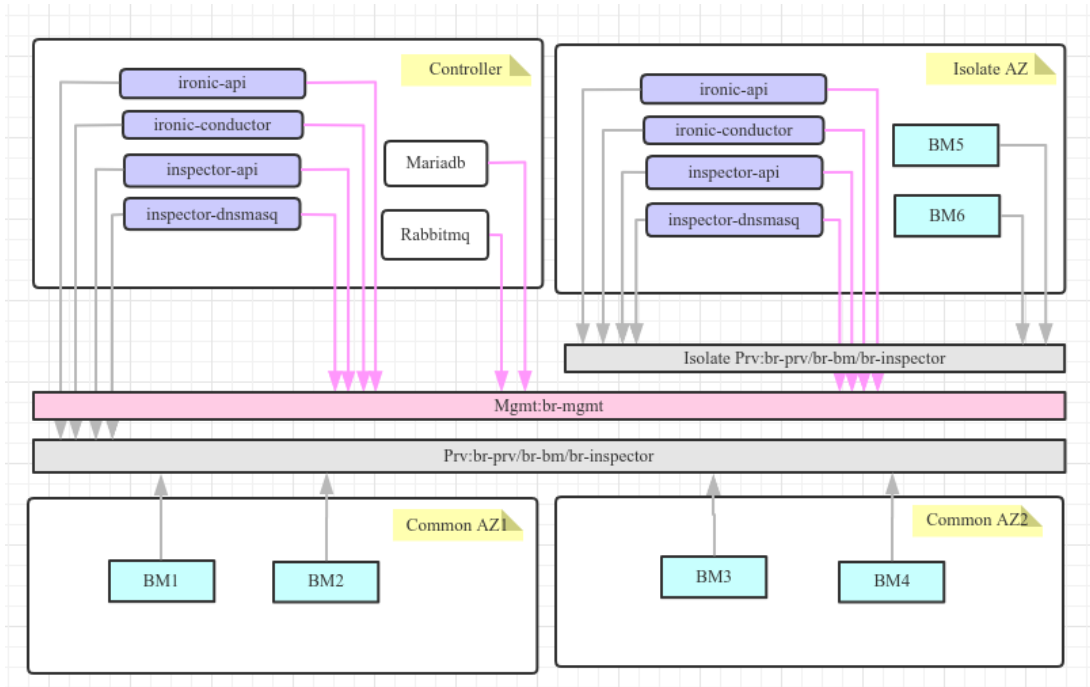 Controller
ironic-api
ironic-conductor
inspector-api
inspector-dnsmasq
Mariadb
Rabbitmq
Isolate AZ
ironic-api
ironic-conductor
inspector-api
inspector-dnsmasq
BM5
BM6
Isolate Prv:br-prv/br-bm/br-inspector
Mgmt:br-mgmt
Prv:br-prv/br-bm/br-inspector
Common AZ1
BM1
BM2
Common AZ2
BM3
BM4